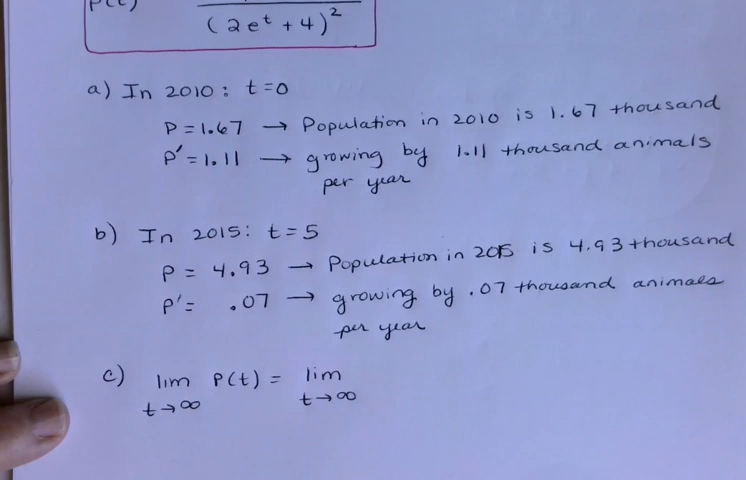 P(t)
(2e^t + 4)^2
a) In 2010: t=0
P=1.67 → Population in 2010 is 1.67 thousand
P'=1.11 → growing by 1.11 thousand animals
per year
b) In 2015: t=5
P = 4.93 → Population in 2015 is 4.93 thousand
P'= .07 → growing by .07 thousand animals
per year
c) lim P(t) = lim
t→∞ t→∞